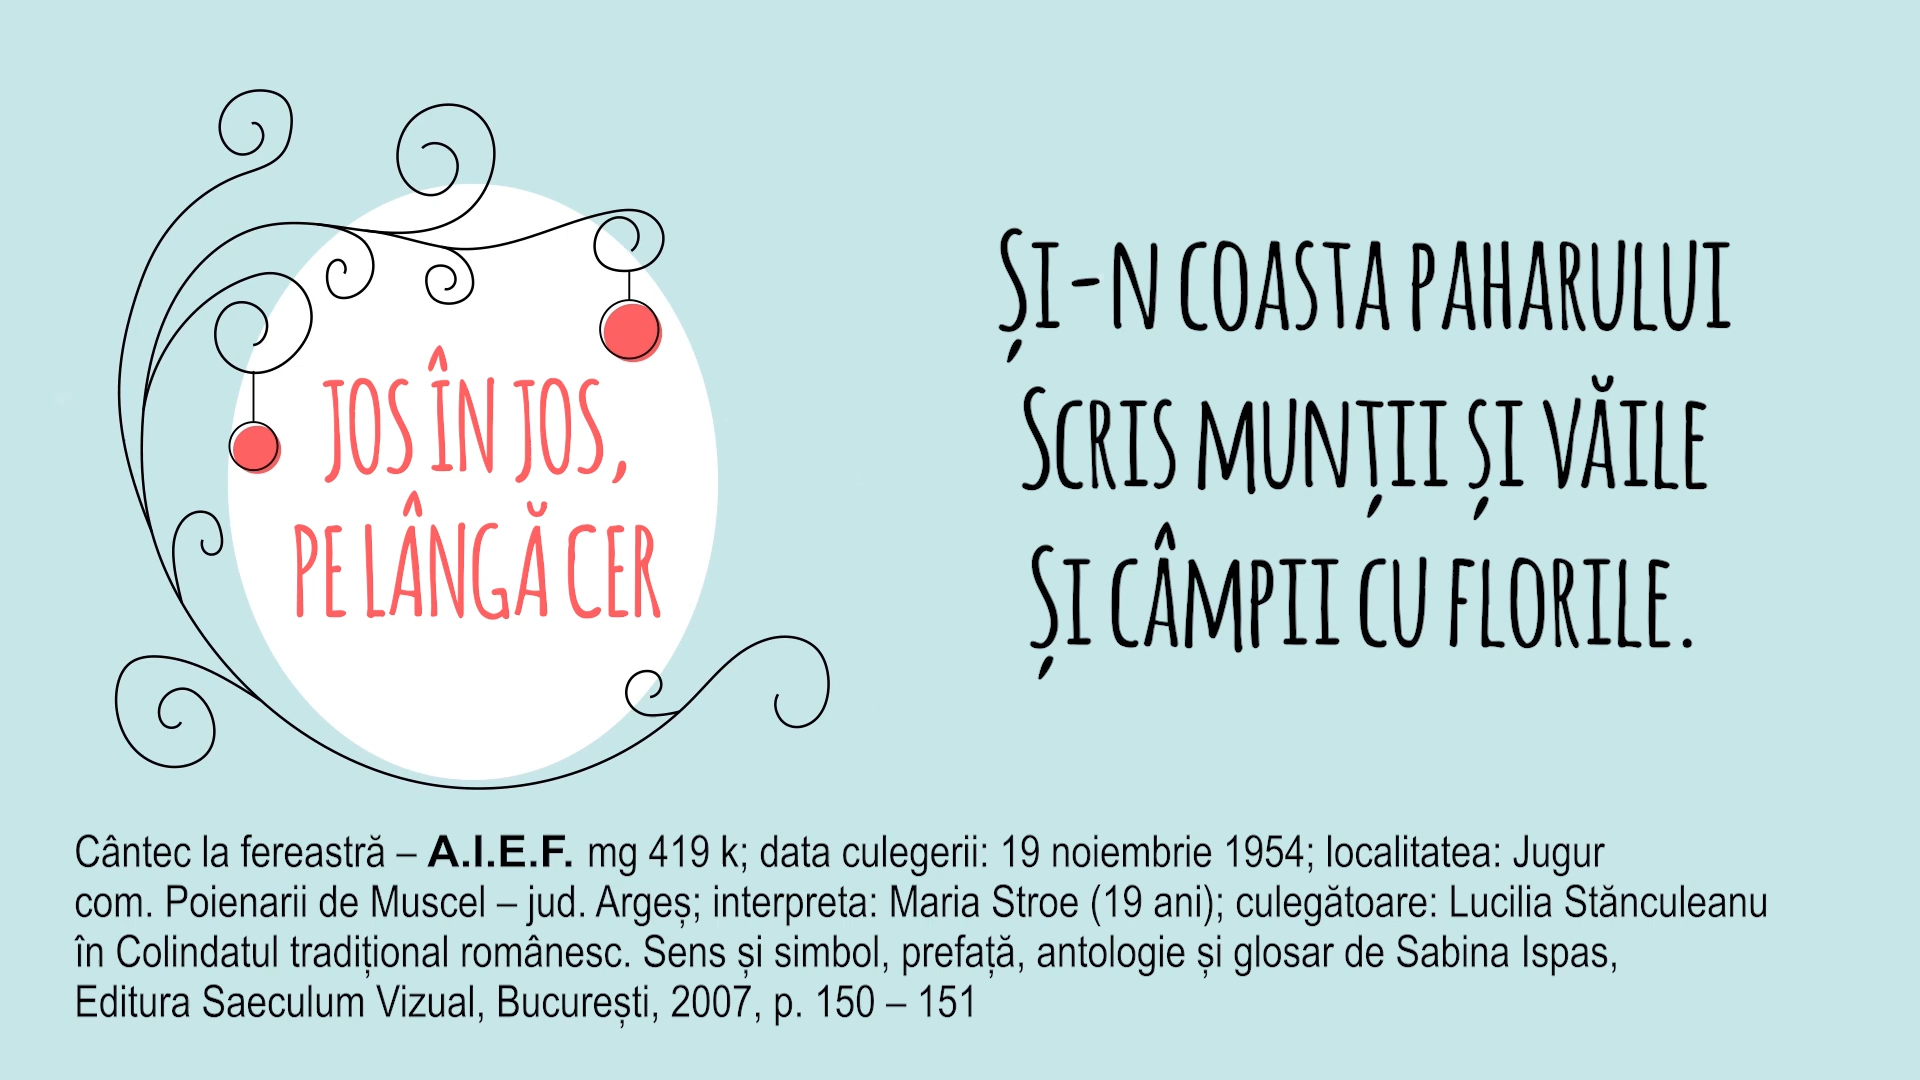 JOS ÎN JOS,
PE LÂNGĂ CER
ȘI-N COASTA PAHARULUI
SCRIS MUNȚII ȘI VĂILE
ȘI CÂMPII CU FLORILE.
Cântec la fereastră – A.I.E.F. mg 419 k; data culegerii: 19 noiembrie 1954; localitatea: Jugur
com. Poienarii de Muscel – jud. Argeș; interpreta: Maria Stroe (19 ani); culegătoare: Lucilia Stănculeanu
în Colindatul tradițional românesc. Sens și simbol, prefață, antologie și glosar de Sabina Ispas,
Editura Saeculum Vizual, București, 2007, p. 150 – 151